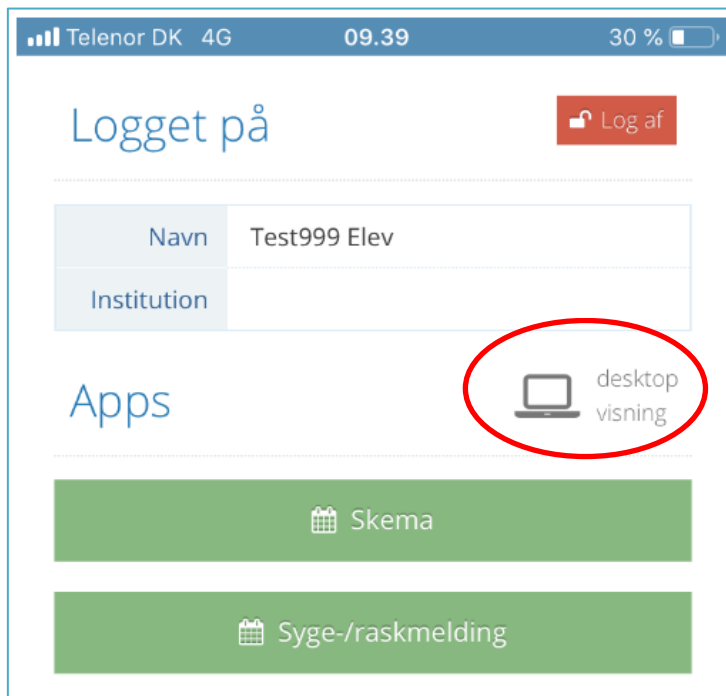 Telenor DK 4G 09.39 30 %
Logget på
Log af
Navn Test999 Elev
Institution
Apps
desktop
visning
Skema
Syge-/raskmelding